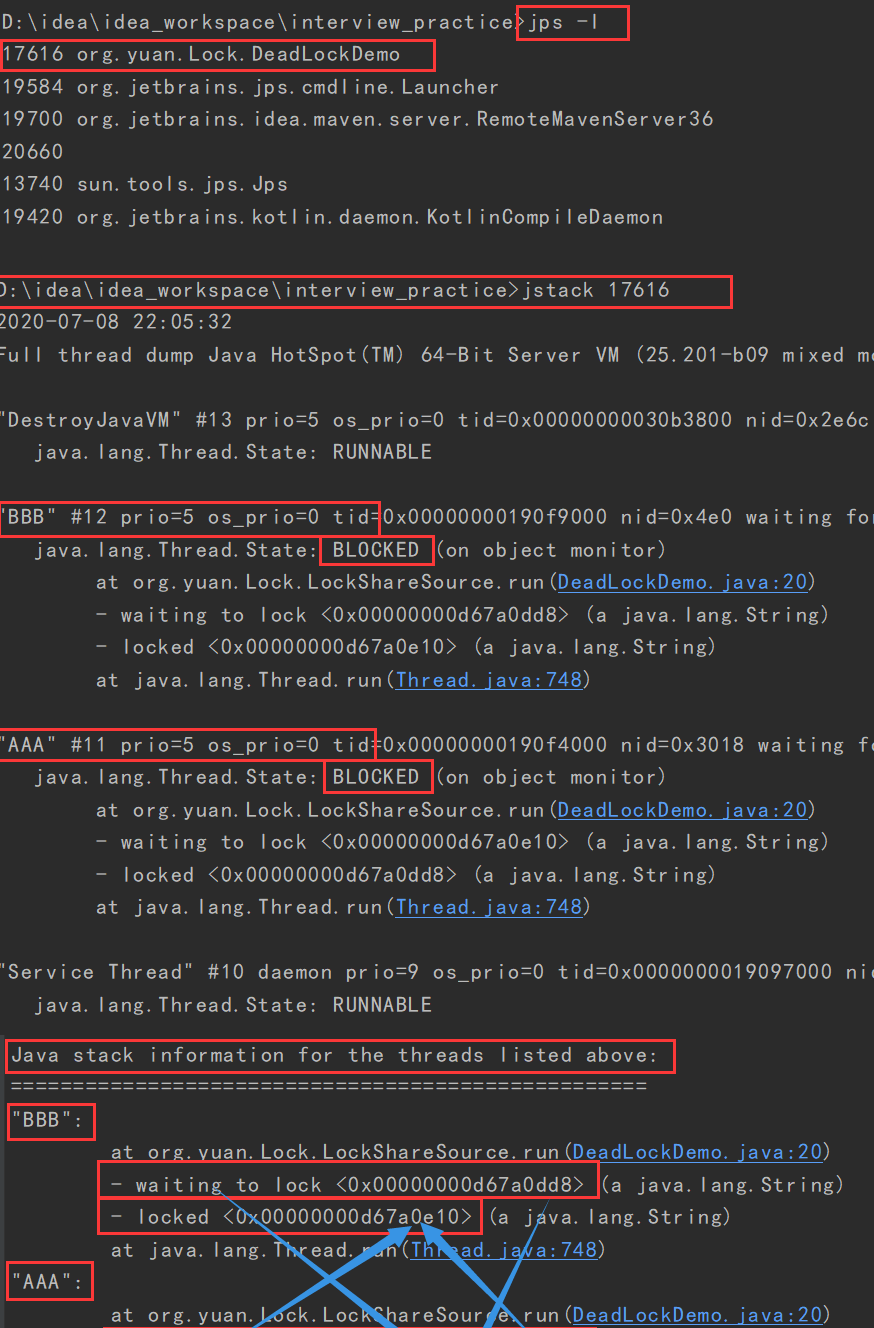 D:\idea\idea_workspace\interview_practice>jps -l
17616 org.yuan.Lock.DeadLockDemo
19584 org.jetbrains.jps.cmdline.Launcher
19700 org.jetbrains.idea.maven.server.RemoteMavenServer36
20660
13740 sun.tools.jps.Jps
19420 org.jetbrains.kotlin.daemon.KotlinCompileDaemon
D:\idea\idea_workspace\interview_practice>jstack 17616
2020-07-08 22:05:32
Full thread dump Java HotSpot(TM) 64-Bit Server VM (25.201-b09 mixed mo
"DestroyJavaVM" #13 prio=5 os_prio=0 tid=0x00000000030b3800 nid=0x2e6c
java.lang.Thread.State: RUNNABLE
"BBB" #12 prio=5 os_prio=0 tid=0x00000000190f9000 nid=0x4e0 waiting for
java.lang.Thread.State: BLOCKED (on object monitor)
at org.yuan.Lock.LockShareSource.run(DeadLockDemo.java:20)
- waiting to lock <0x00000000d67a0dd8> (a java.lang.String)
- locked <0x00000000d67a0e10> (a java.lang.String)
at java.lang.Thread.run(Thread.java:748)
"AAA" #11 prio=5 os_prio=0 tid=0x00000000190f4000 nid=0x3018 waiting fo
java.lang.Thread.State: BLOCKED (on object monitor)
at org.yuan.Lock.LockShareSource.run(DeadLockDemo.java:20)
- waiting to lock <0x00000000d67a0e10> (a java.lang.String)
- locked <0x00000000d67a0dd8> (a java.lang.String)
at java.lang.Thread.run(Thread.java:748)
"Service Thread" #10 daemon prio=9 os_prio=0 tid=0x0000000019097000 nid
java.lang.Thread.State: RUNNABLE
Java stack information for the threads listed above:
===================================================
"BBB":
at org.yuan.Lock.LockShareSource.run(DeadLockDemo.java:20)
- waiting to lock <0x00000000d67a0dd8> (a java.lang.String)
- locked <0x00000000d67a0e10> (a java.lang.String)
at java.lang.Thread.run(Thread.java:748)
"AAA":
at org.yuan.Lock.LockShareSource.run(DeadLockDemo.java:20)